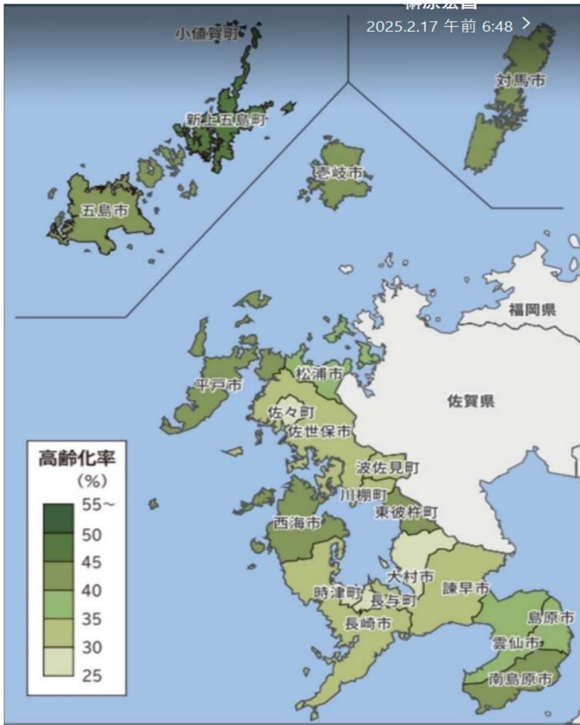 2025.2.17 午前 6:48
小値賀町
対馬市
新上五島町
壱岐市
五島市
福岡県
松浦市
平戸市
佐賀県
佐々町
佐世保市
高齢化率
(%)
波佐見町
川棚町
55~
東彼杵町
西海市
50
45
40
大村市
諫早市
時津町
長与町
35
島原市
長崎市
30
雲仙市
25
南島原市